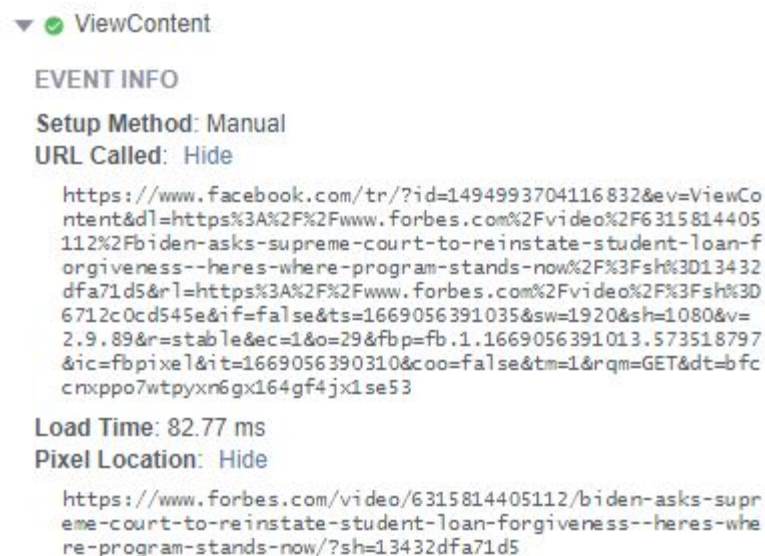 ViewContent
EVENT INFO
Setup Method: Manual
URL Called: Hide
https://www.facebook.com/tr/?id=1494993704116832&ev=ViewCo
ntent&dl=https%3A%2F%2Fwww.forbes.com%2Fvideo%2F6315814405
112%2Fbiden-asks-supreme-court-to-reinstate-student-loan-f
orgiveness--heres-where-program-stands-now%2F%3Fsh%3D13432
dfa71d5&rl=https%3A%2F%2Fwww.forbes.com%2Fvideo%2F%3Fsh%3D
6712c0cd545e&if=false&ts=1669056391035&sw=1920&sh=1080&v=
2.9.89&r=stable&ec=1&o=29&fbp=fb.1.1669056391013.573518797
&ic=fbpixel&it=1669056390310&coo=false&tm=1&rqm=GET&dt=bfc
cnxppo7wtpyxn6gx164gf4jx1se53
Load Time: 82.77 ms
Pixel Location: Hide
https://www.forbes.com/video/6315814405112/biden-asks-supr
eme-court-to-reinstate-student-loan-forgiveness--heres-whe
re-program-stands-now/?sh=13432dfa71d5